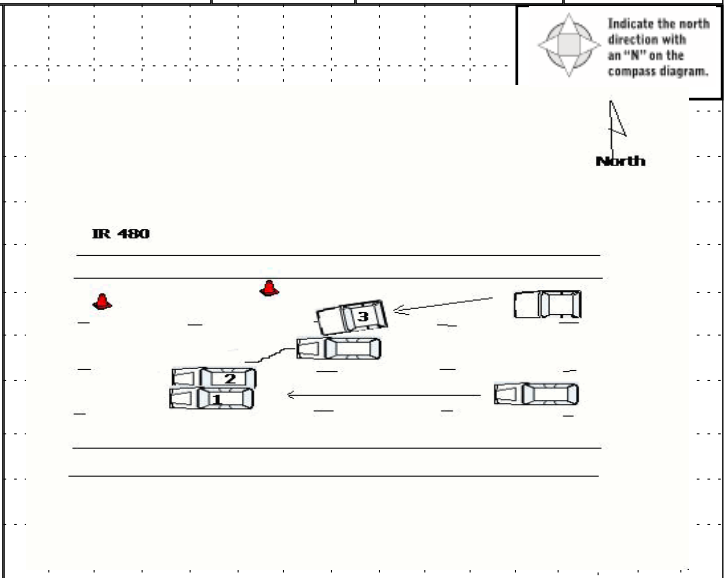 Indicate the north
direction with
an “N” on the
compass diagram.
North
IR 480
3
2
1